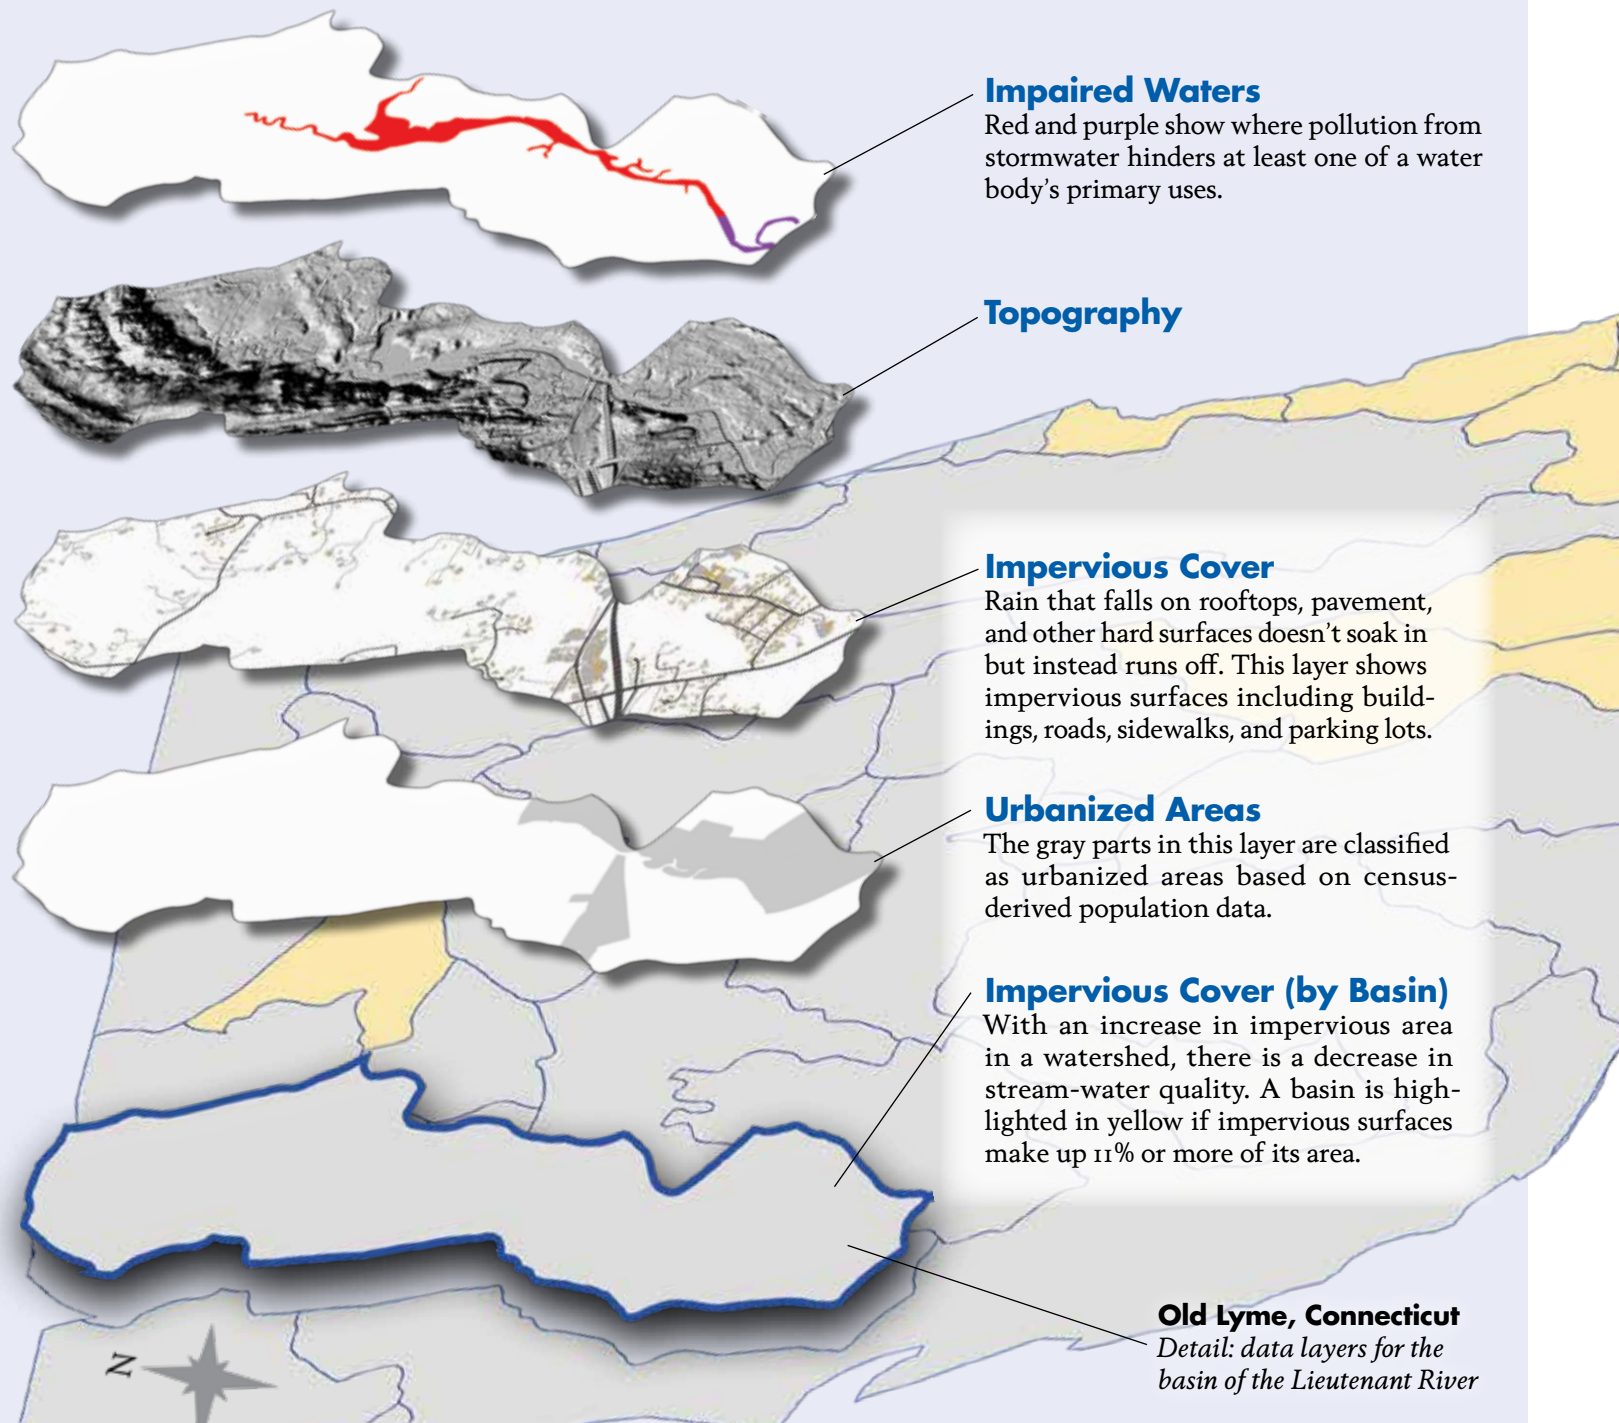 Impaired Waters
Red and purple show where pollution from
stormwater hinders at least one of a water
body's primary uses.
Topography
Impervious Cover
Rain that falls on rooftops, pavement,
and other hard surfaces doesn't soak in
but instead runs off. This layer shows
impervious surfaces including build-
ings, roads, sidewalks, and parking lots.
Urbanized Areas
The gray parts in this layer are classified
as urbanized areas based on census-
derived population data.
Impervious Cover (by Basin)
With an increase in impervious area
in a watershed, there is a decrease in
stream-water quality. A basin is high-
lighted in yellow if impervious surfaces
make up 11% or more of its area.
Old Lyme, Connecticut
Detail: data layers for the
basin of the Lieutenant River
N